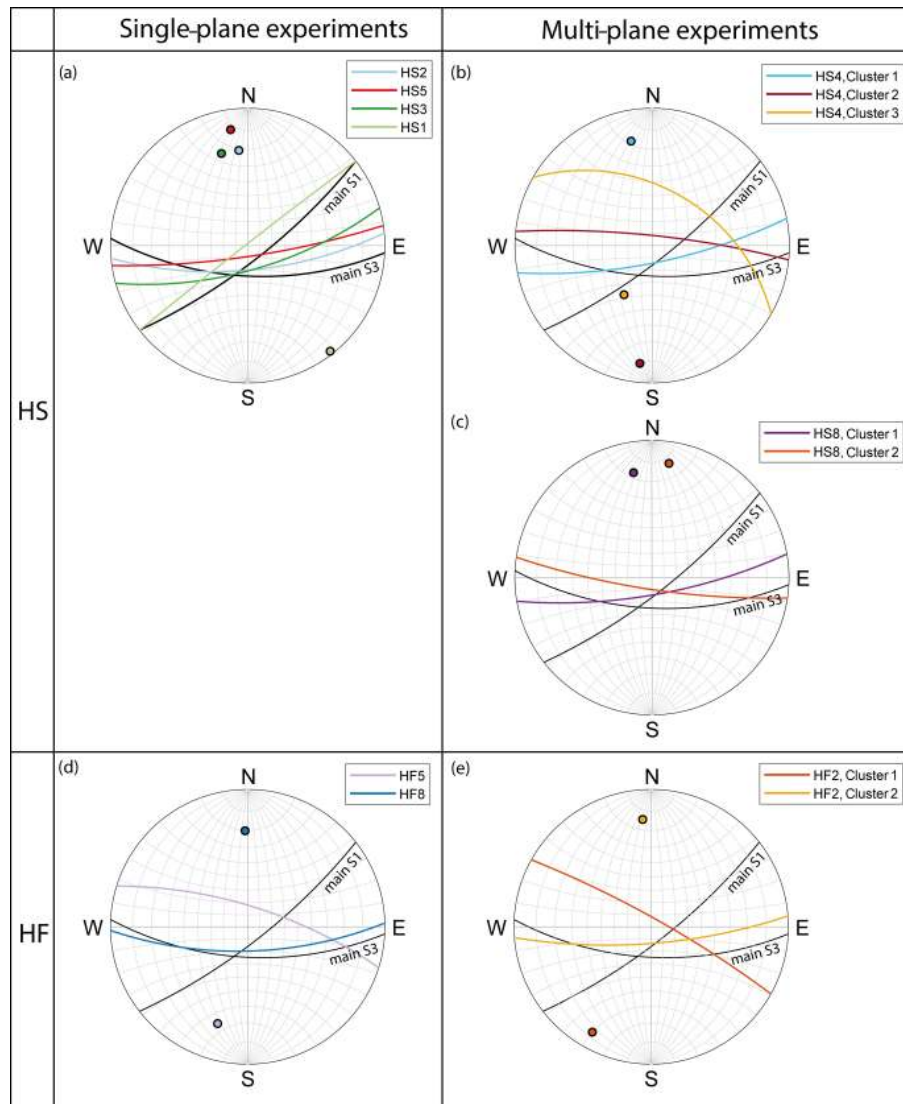 Single-plane experiments
Multi-plane experiments
HS
(a)
HS2
HS5
HS3
HS1
N
W
E
S
main S1
main S3
(b)
HS4, Cluster 1
HS4, Cluster 2
HS4, Cluster 3
N
W
E
S
main S1
main S3
(c)
HS8, Cluster 1
HS8, Cluster 2
N
W
E
S
main S1
main S3
HF
(d)
HF5
HF8
N
W
E
S
main S1
main S3
(e)
HF2, Cluster 1
HF2, Cluster 2
N
W
E
S
main S1
main S3